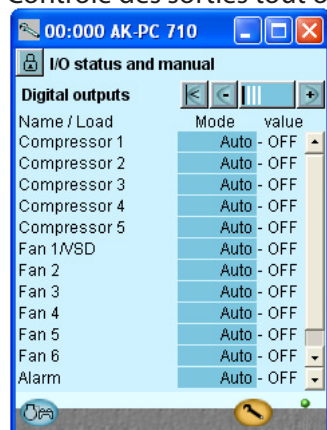 Contrôle des sorties tout o
00:000 AK-PC 710
I/O status and manual
Digital outputs
Name / Load Mode value
Compressor 1 Auto - OFF
Compressor 2 Auto - OFF
Compressor 3 Auto - OFF
Compressor 4 Auto - OFF
Compressor 5 Auto - OFF
Fan 1/VSD Auto - OFF
Fan 2 Auto - OFF
Fan 3 Auto - OFF
Fan 4 Auto - OFF
Fan 5 Auto - OFF
Fan 6 Auto - OFF
Alarm Auto - OFF